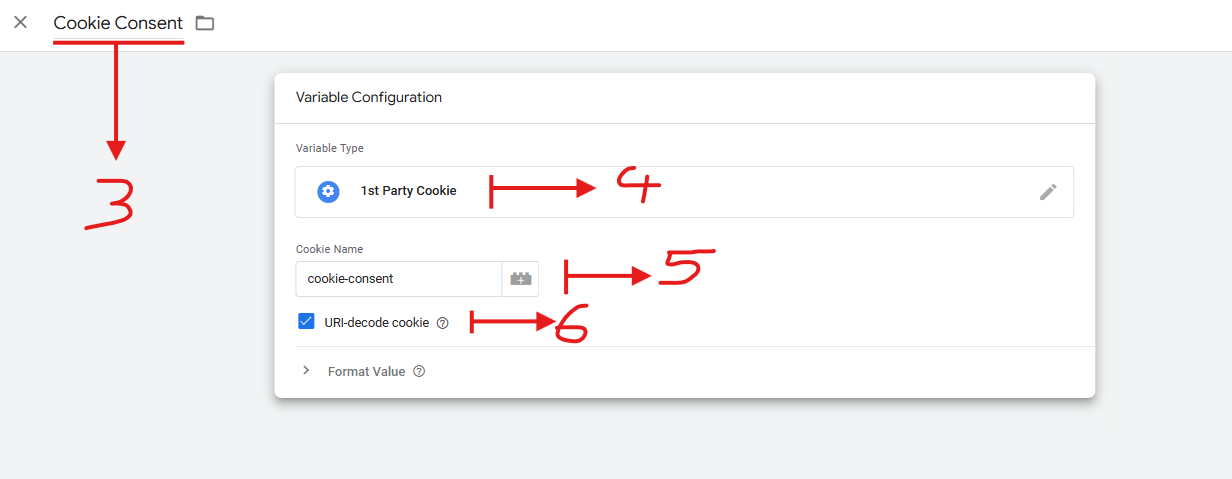 Cookie Consent
3
Variable Configuration
Variable Type
1st Party Cookie 4
Cookie Name
cookie-consent 5
URI-decode cookie 6
Format Value